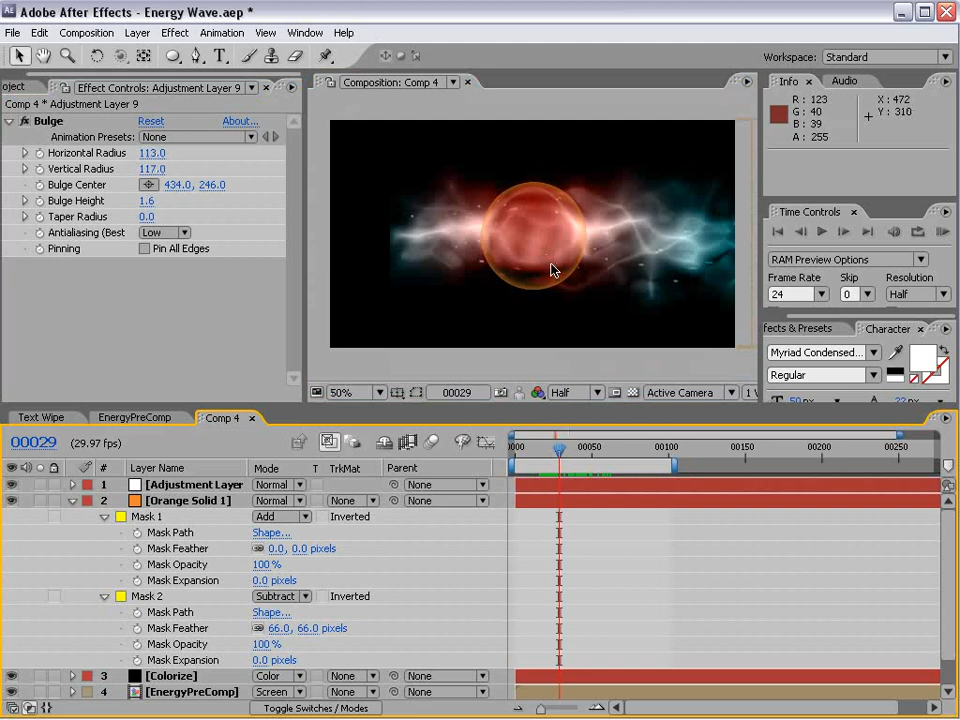 Adobe After Effects - Energy Wave.aep *
File Edit Composition Layer Effect Animation View Window Help
Workspace: Standard
oject Effect Controls: Adjustment Layer 9
Comp 4 * Adjustment Layer 9
Bulge Reset About...
Animation Presets: None
Horizontal Radius 113.0
Vertical Radius 117.0
Bulge Center 434.0, 246.0
Bulge Height 1.6
Taper Radius 0.0
Antialiasing (Best Low
Pinning Pin All Edges
Composition: Comp 4
50% 00029 Half Active Camera 1
Info Audio
R : 123 X : 472
G : 40 Y : 310
B : 39
A : 255
Time Controls
RAM Preview Options
Frame Rate Skip Resolution
24 0 Half
ffects & Presets Character
Myriad Condensed...
Regular
Text Wipe EnergyPreComp Comp 4
00029 (29.97 fps)
0000 00050 00100 00150 00200 00250
# Layer Name Mode T TrkMat Parent
1 [Adjustment Layer Normal None
2 [Orange Solid 1] Normal None None
Mask 1 Add Inverted
Mask Path Shape...
Mask Feather 0.0, 0.0 pixels
Mask Opacity 100 %
Mask Expansion 0.0 pixels
Mask 2 Subtract Inverted
Mask Path Shape...
Mask Feather 66.0, 66.0 pixels
Mask Opacity 100 %
Mask Expansion 0.0 pixels
3 [Colorize] Color None None
4 [EnergyPreComp] Screen None None
Toggle Switches / Modes